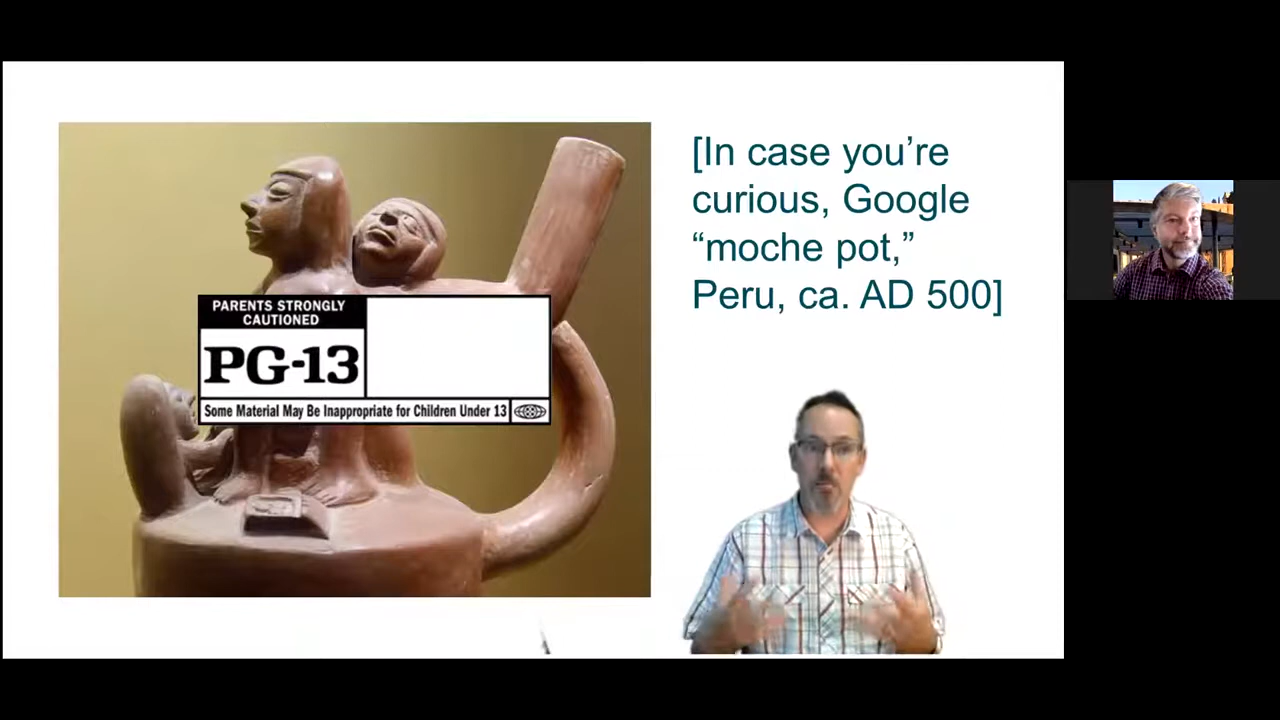 [In case you’re
curious, Google
“moche pot,”
Peru, ca. AD 500]
PARENTS STRONGLY
CAUTIONED
PG-13
Some Material May Be Inappropriate for Children Under 13